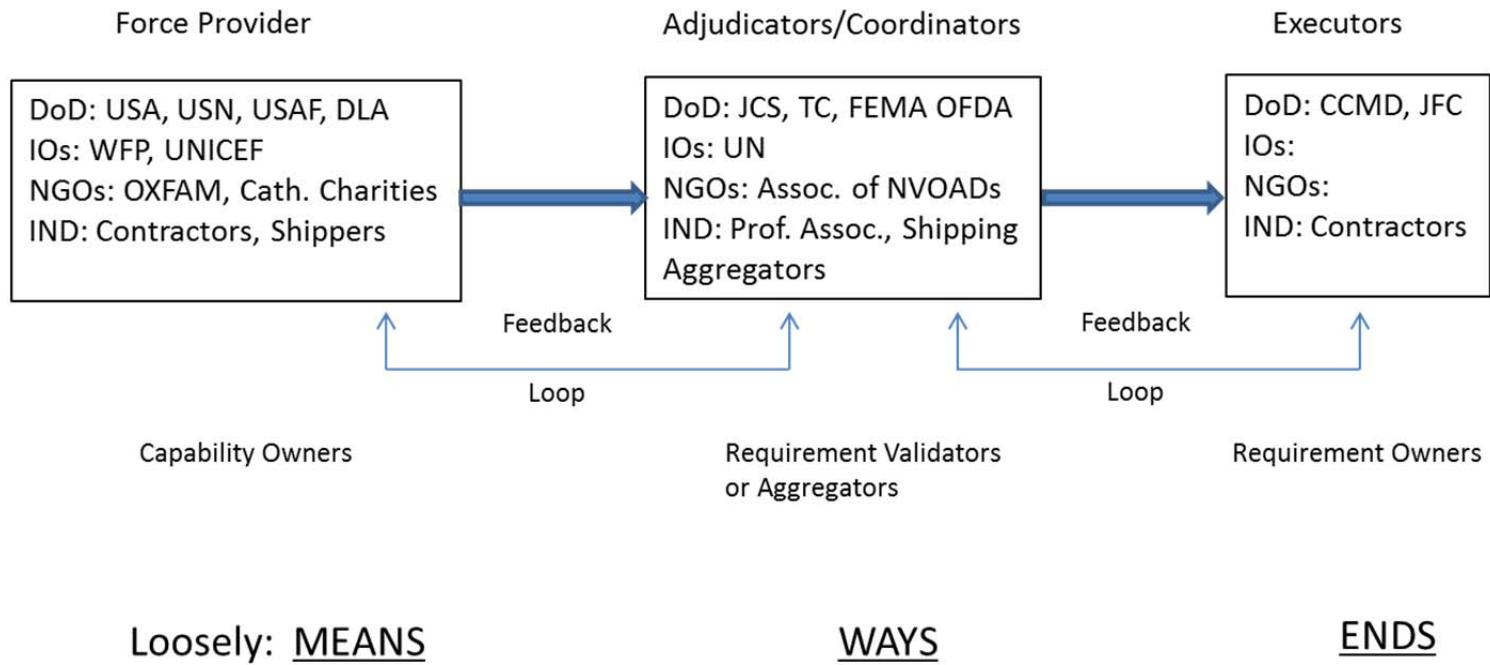 Force Provider
Adjudicators/Coordinators
Executors
DoD: USA, USN, USAF, DLA
IOs: WFP, UNICEF
NGOs: OXFAM, Cath. Charities
IND: Contractors, Shippers
DoD: JCS, TC, FEMA OFDA
IOs: UN
NGOs: Assoc. of NVOADs
IND: Prof. Assoc., Shipping
Aggregators
DoD: CCMD, JFC
IOs:
NGOs:
IND: Contractors
Feedback
Loop
Feedback
Loop
Capability Owners
Requirement Validators
or Aggregators
Requirement Owners
Loosely: MEANS
WAYS
ENDS